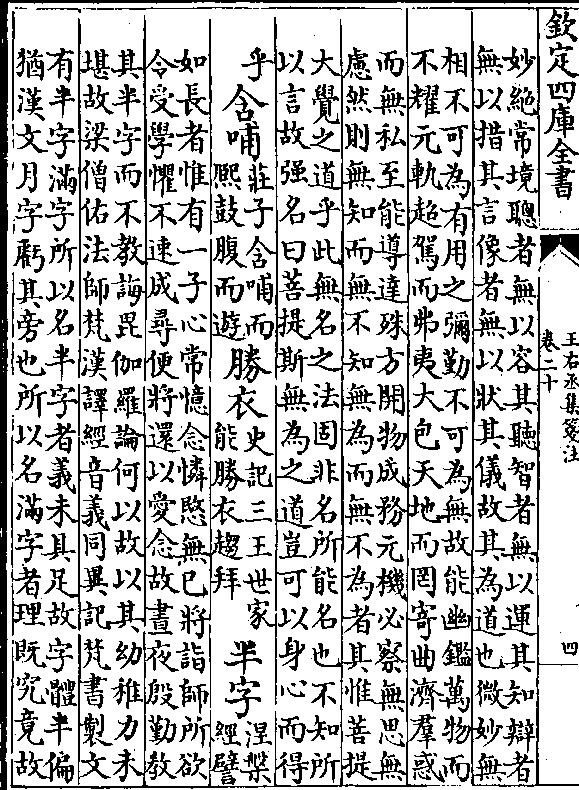 欽定四庫全書
王右丞集箋注
卷二十
四
妙絶常境聰者無以容其聽智者無以運其知辯者
無以措其言像者無以狀其儀故其為道也微妙無
相不可為有用之彌勤不可為無故能幽鑑萬物而
不耀元軌超駕而弗夷大包天地而罔寄曲濟羣惑
而無私至能導達殊方開物成務元機必察無思無
慮然則無知而無不知無為而無不為者其惟菩提
大覺之道乎此無名之法固非名所能名也不知所
以言故强名曰菩提斯無為之道豈可以身心而得
乎 含哺 莊子含哺而熈鼓腹而遊 勝衣 史記三王世家能勝衣趨拜 半字 涅槃經譬
如長者惟有一子心常憶念憐愍無已將詣師所欲
令受學懼不速成尋便將還以愛念故晝夜殷勤教
其半字而不教誨毘伽羅論何以故以其幼稚力未
堪故梁僧佑法師梵漢譯經音義同異記梵書製文
有半字滿字所以名半字者義未具足故字體半偏
猶漢文月字虧其旁也所以名滿字者理既究竟故